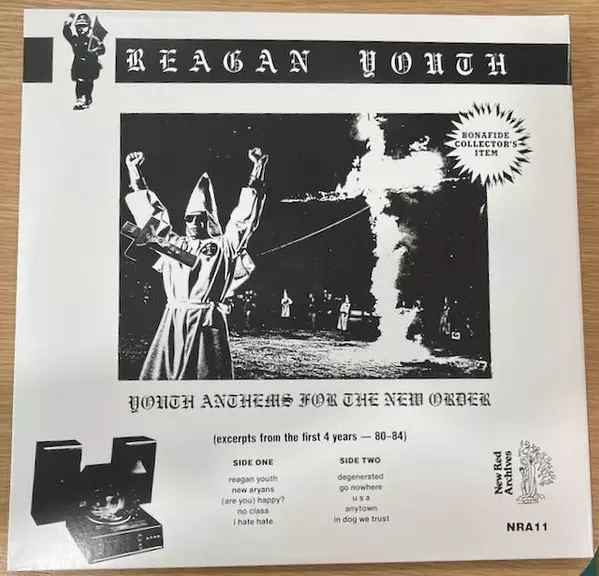 REAGAN YOUTH
BONAFIDE
COLLECTOR'S
ITEM
YOUTH ANTHEMS FOR THE NEW ORDER
(excerpts from the first 4 years — 80-84)
SIDE ONE
reagan youth
new aryans
(are you) happy?
no class
i hate hate
SIDE TWO
degenerated
go nowhere
u s a
anytown
in dog we trust
New Red
Archives
NRA11